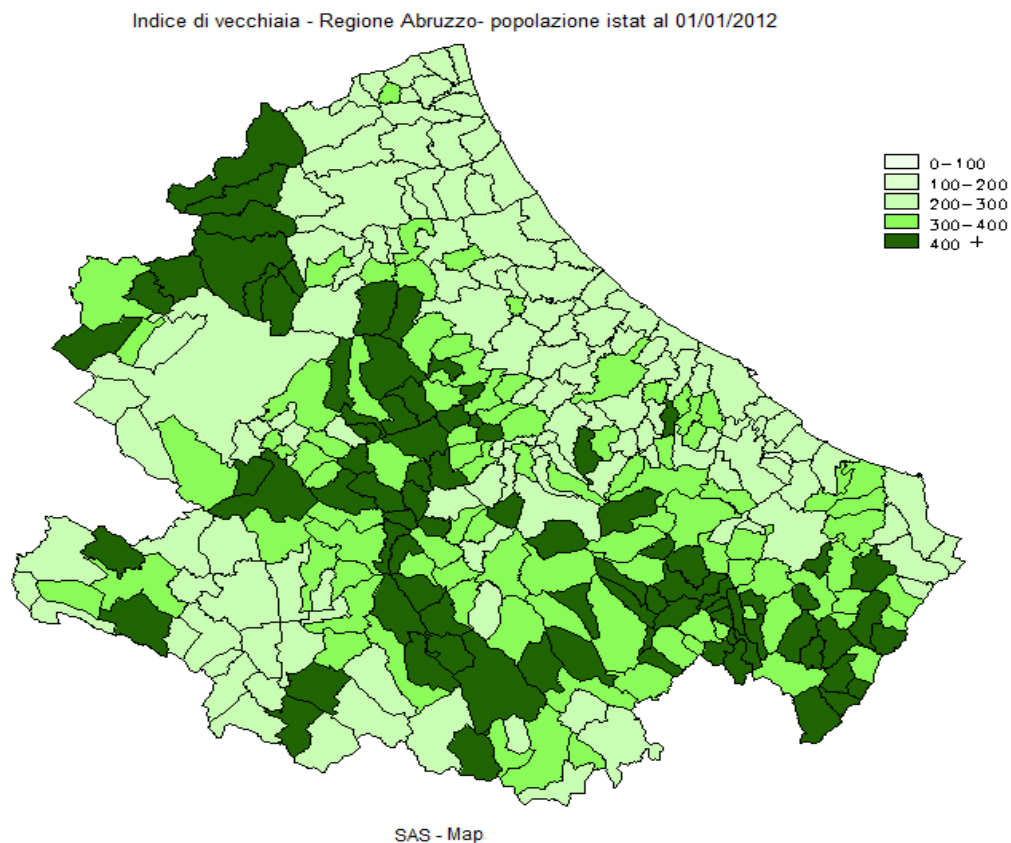 Indice di vecchiaia - Regione Abruzzo- popolazione istat al 01/01/2012
0-100
100-200
200-300
300-400
400 +
SAS - Map